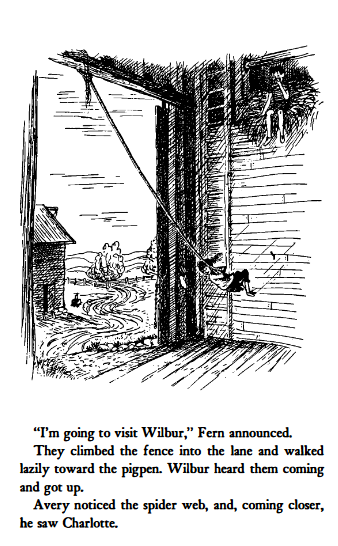 “I’m going to visit Wilbur,” Fern announced.
They climbed the fence into the lane and walked
lazily toward the pigpen. Wilbur heard them coming
and got up.
Avery noticed the spider web, and, coming closer,
he saw Charlotte.